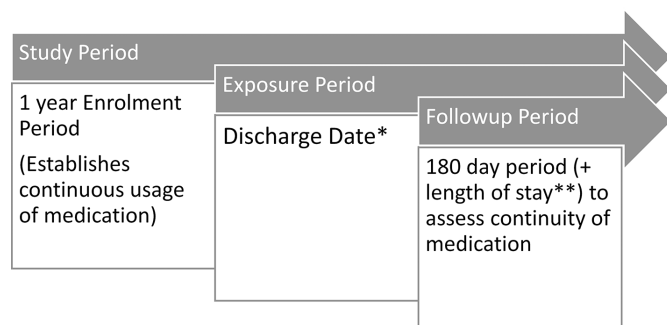 Study Period
1 year Enrolment
Period
(Establishes
continuous usage
of medication)
Exposure Period
Discharge Date*
Followup Period
180 day period (+
length of stay**) to
assess continuity of
medication